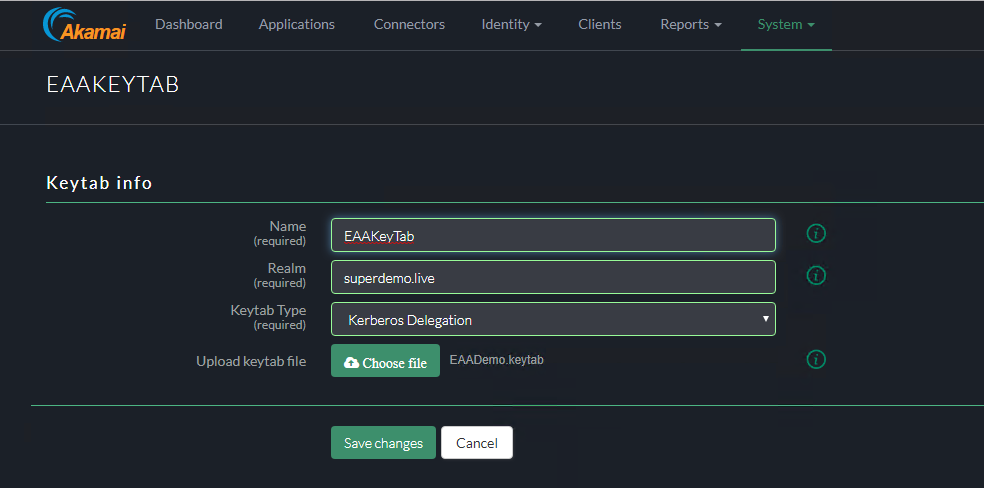 Akamai Dashboard Applications Connectors Identity Clients Reports System
EAAKEYTAB
Keytab info
Name
(required)
EAAKeyTab
Realm
(required)
superdemo.live
Keytab Type
(required)
Kerberos Delegation
Upload keytab file Choose file EAADemo.keytab
Save changes Cancel